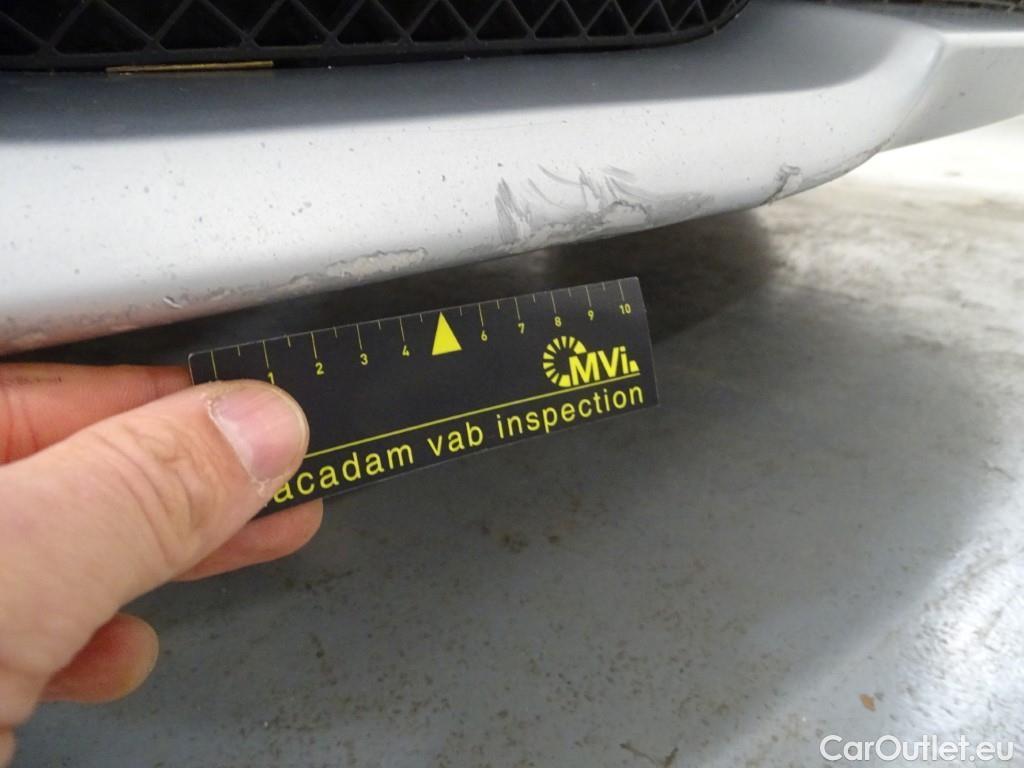 1 2 3 4 6 7 8 9 10
MVi.
acadam vab inspection
CarOutlet.eu